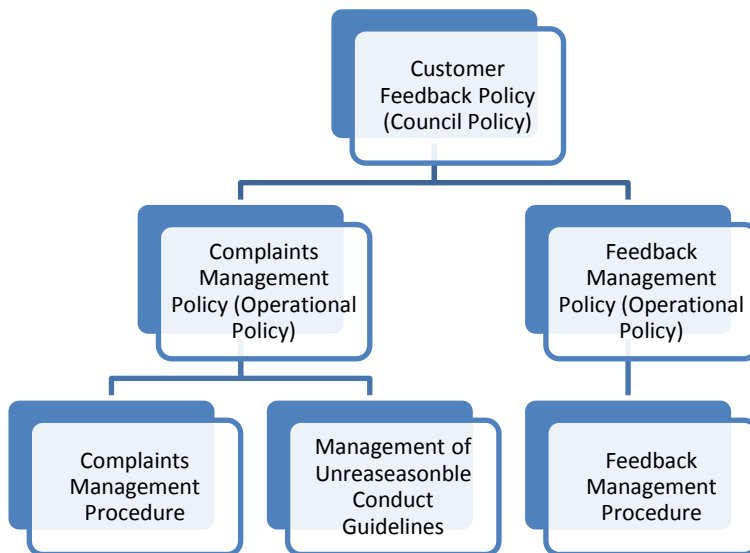 Customer
Feedback Policy
(Council Policy)
Complaints
Management
Policy (Operational
Policy)
Feedback
Management
Policy (Operational
Policy)
Complaints
Management
Procedure
Management of
Unreaseasonble
Conduct
Guidelines
Feedback
Management
Procedure